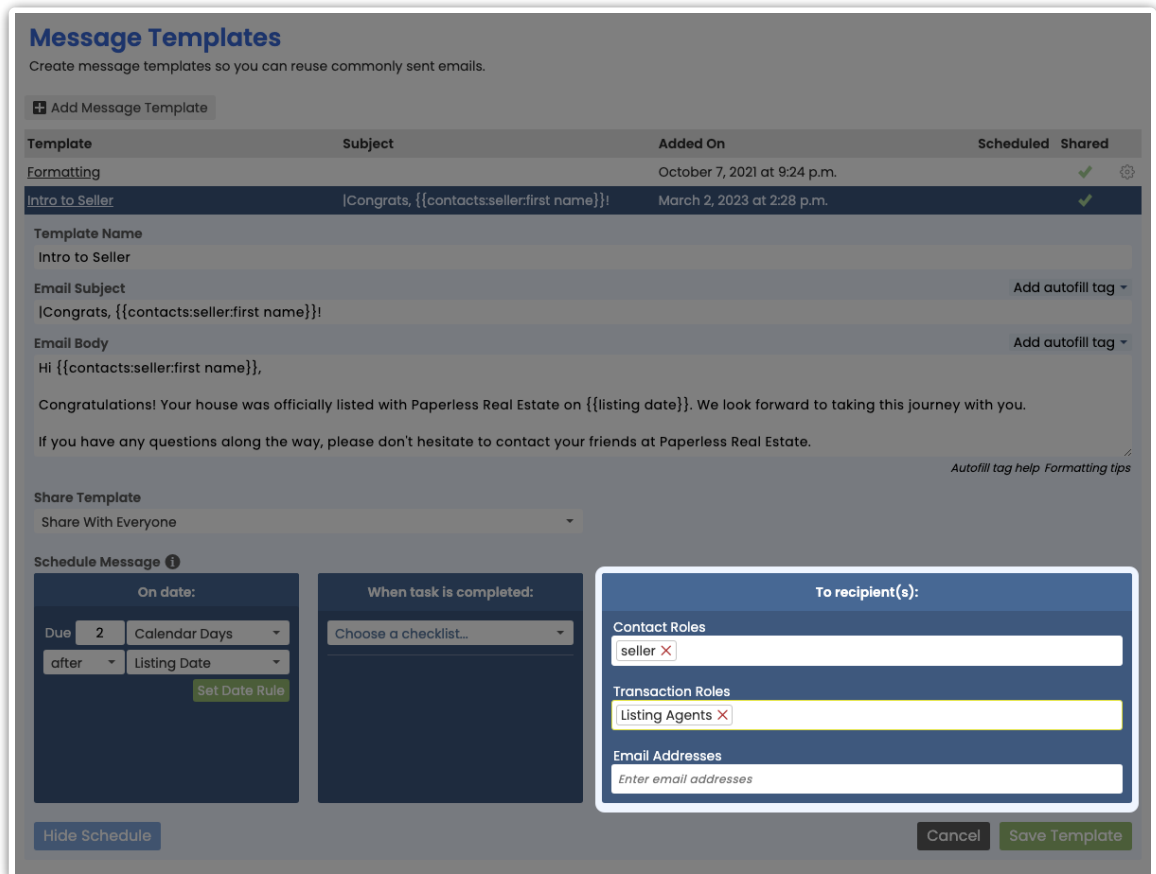 Message Templates
Create message templates so you can reuse commonly sent emails.
Add Message Template
Template Subject Added On Scheduled Shared
Formatting October 7, 2021 at 9:24 p.m.
Intro to Seller |Congrats, {{contacts:seller:first name}}! March 2, 2023 at 2:28 p.m.
Template Name
Intro to Seller
Email Subject Add autofill tag
|Congrats, {{contacts:seller:first name}}!
Email Body Add autofill tag
Hi {{contacts:seller:first name}},
Congratulations! Your house was officially listed with Paperless Real Estate on {{listing date}}. We look forward to taking this journey with you.
If you have any questions along the way, please don't hesitate to contact your friends at Paperless Real Estate.
Autofill tag help Formatting tips
Share Template
Share With Everyone
Schedule Message
On date:
Due 2 Calendar Days
after Listing Date
Set Date Rule
When task is completed:
Choose a checklist...
To recipient(s):
Contact Roles
seller
Transaction Roles
Listing Agents
Email Addresses
Enter email addresses
Hide Schedule Cancel Save Template